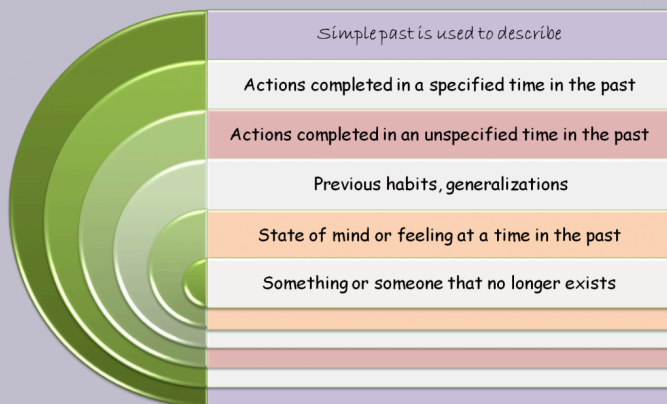 Simple past is used to describe
Actions completed in a specified time in the past
Actions completed in an unspecified time in the past
Previous habits, generalizations
State of mind or feeling at a time in the past
Something or someone that no longer exists